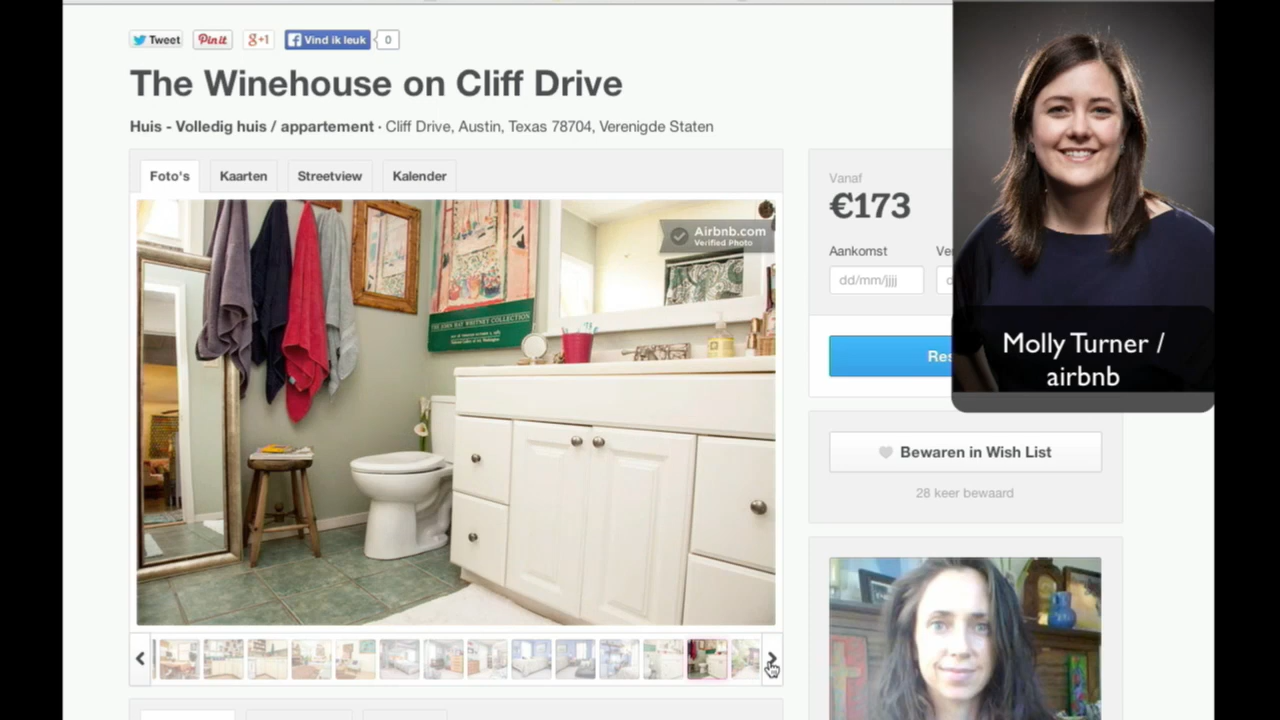 Tweet
Pin it
g+1
Vind ik leuk
0
The Winehouse on Cliff Drive
Huis - Volledig huis / appartement · Cliff Drive, Austin, Texas 78704, Verenigde Staten
Foto's
Kaarten
Streetview
Kalender
Airbnb.com
Verified Photo
THE JOHN HAY WHITNEY COLLECTION
Vanaf
€173
Aankomst
Ve
dd/mm/jjjj
d
Res
Molly Turner /
airbnb
Bewaren in Wish List
28 keer bewaard